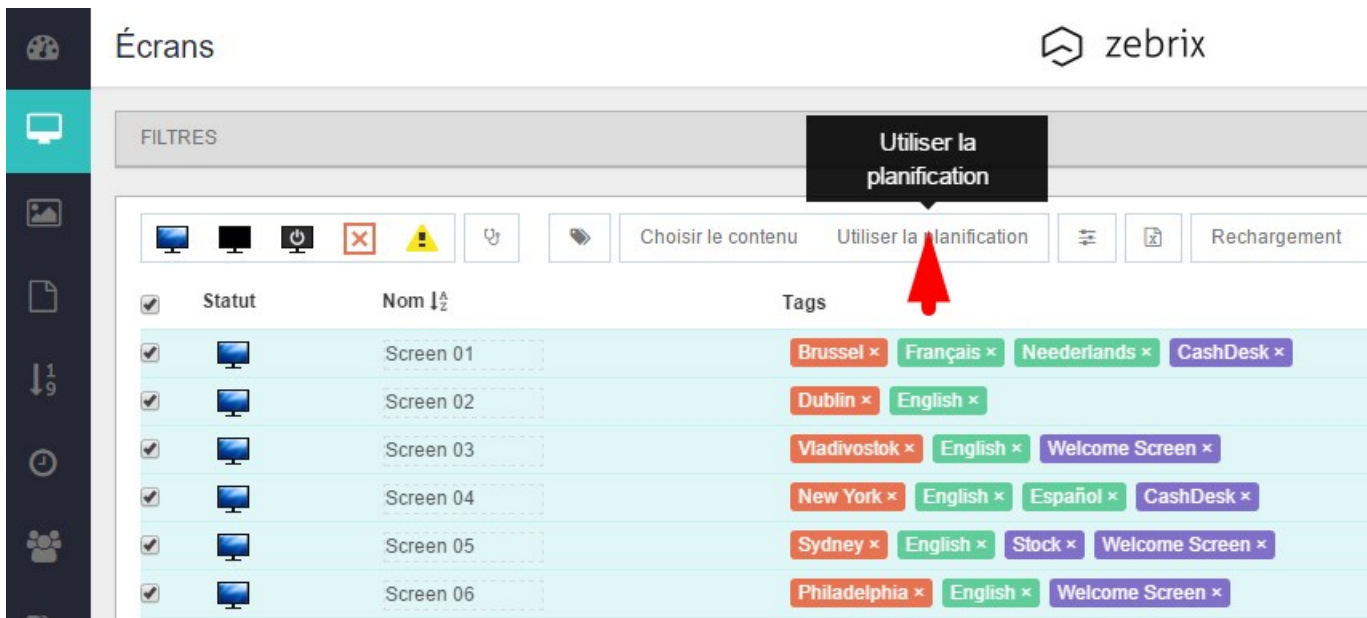 Écrans
zebrix
FILTRES
Utiliser la
planification
Choisir le contenu Utiliser la planification Rechargement
Statut Nom Tags
Screen 01 Brussel × Français × Neederlands × CashDesk ×
Screen 02 Dublin × English ×
Screen 03 Vladivostok × English × Welcome Screen ×
Screen 04 New York × English × Español × CashDesk ×
Screen 05 Sydney × English × Stock × Welcome Screen ×
Screen 06 Philadelphia × English × Welcome Screen ×